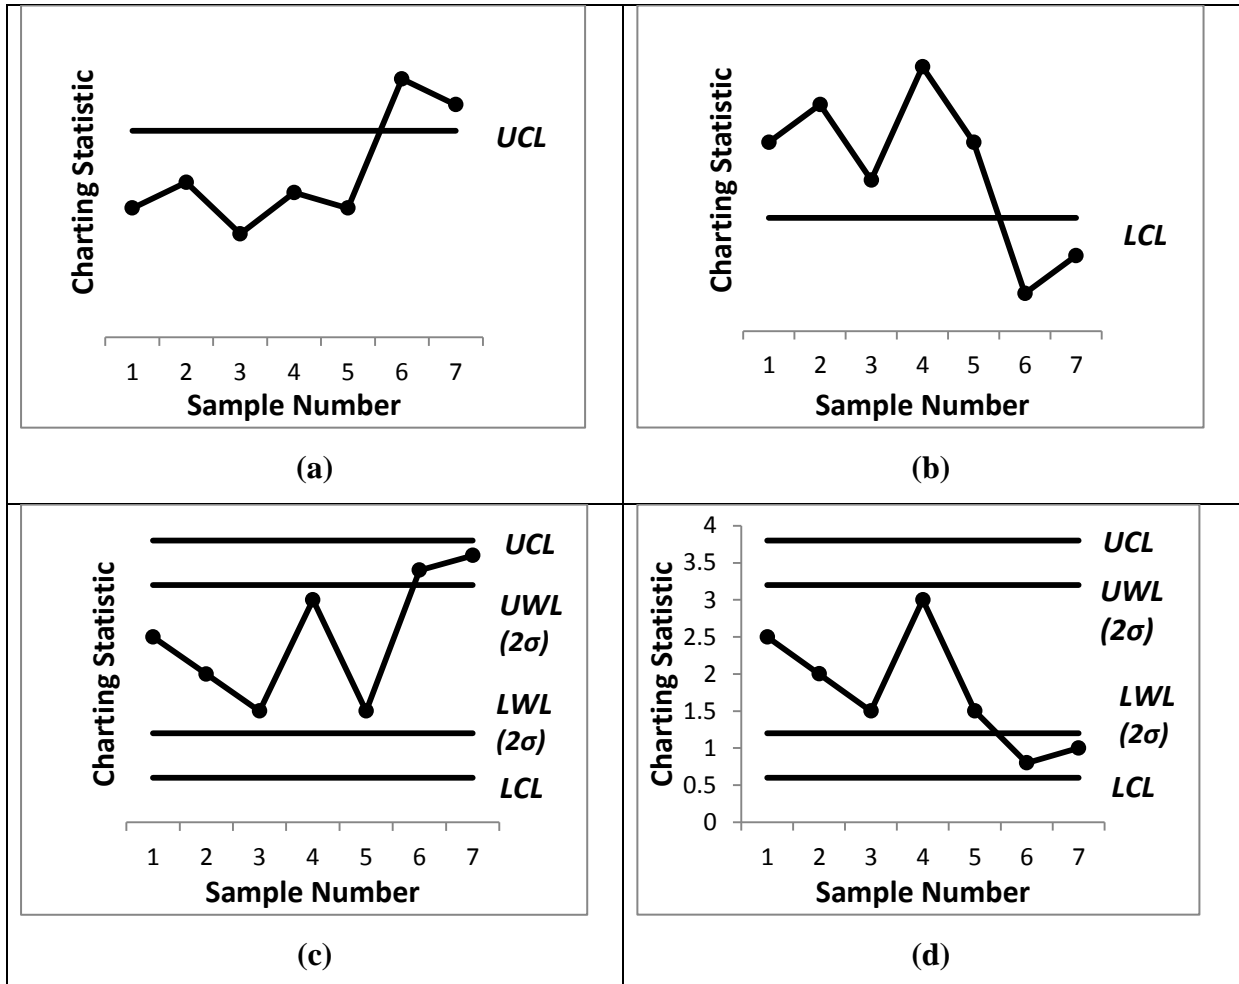 Charting Statistic
UCL
1 2 3 4 5 6 7
Sample Number
(a)
Charting Statistic
LCL
1 2 3 4 5 6 7
Sample Number
(b)
Charting Statistic
UCL
UWL
(2σ)
LWL
(2σ)
LCL
1 2 3 4 5 6 7
Sample Number
(c)
Charting Statistic
4
3.5
3
2.5
2
1.5
1
0.5
0
UCL
UWL
(2σ)
LWL
(2σ)
LCL
1 2 3 4 5 6 7
Sample Number
(d)